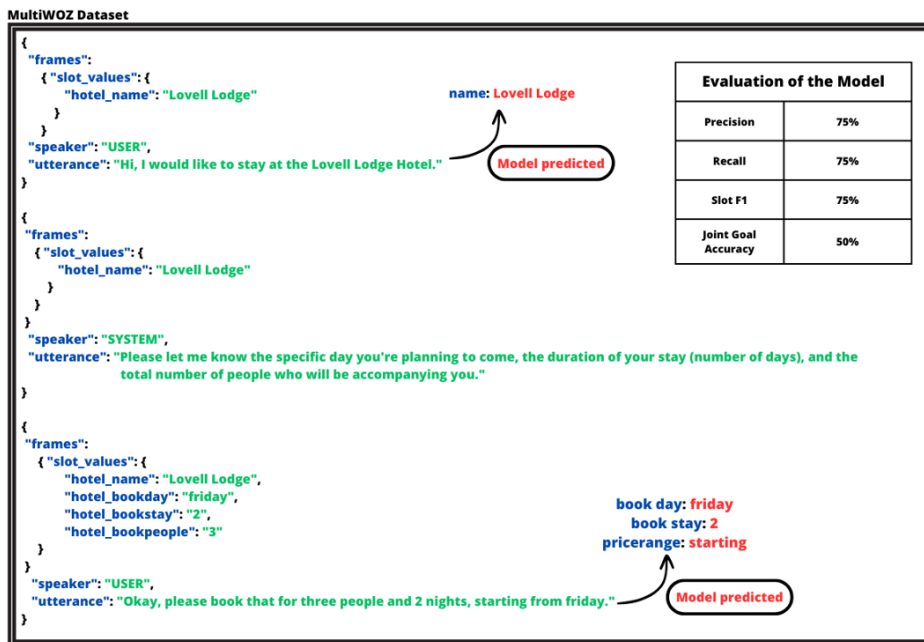 MultiWOZ Dataset
{
"frames":
{ "slot_values": {
"hotel_name": "Lovell Lodge"
}
}
"speaker": "USER",
"utterance": "Hi, I would like to stay at the Lovell Lodge Hotel."
}
name: Lovell Lodge
Model predicted
Evaluation of the Model
Precision 75%
Recall 75%
Slot F1 75%
Joint Goal
Accuracy 50%
{
"frames":
{ "slot_values": {
"hotel_name": "Lovell Lodge"
}
}
}
"speaker": "SYSTEM",
"utterance": "Please let me know the specific day you're planning to come, the duration of your stay (number of days), and the
total number of people who will be accompanying you."
}
{
"frames":
{ "slot_values": {
"hotel_name": "Lovell Lodge",
"hotel_bookday": "friday",
"hotel_bookstay": "2",
"hotel_bookpeople": "3"
}
}
"speaker": "USER",
"utterance": "Okay, please book that for three people and 2 nights, starting from friday."
}
book day: friday
book stay: 2
pricerange: starting
Model predicted